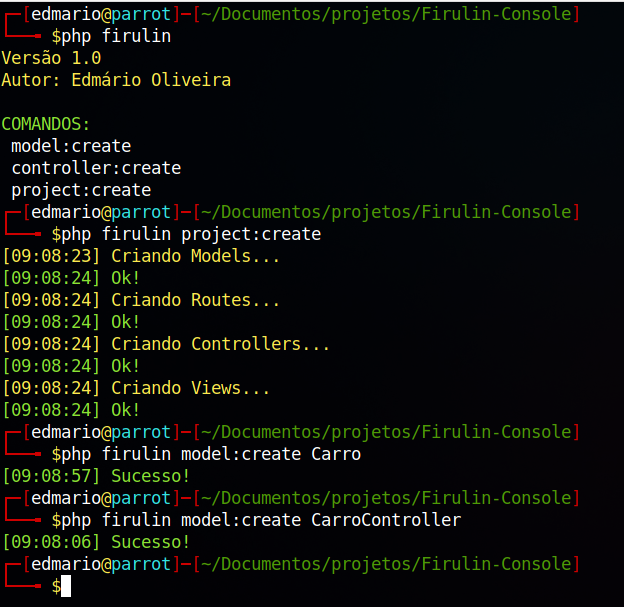 ┌─[edmario@parrot]─[~/Documentos/projetos/Firulin-Console]
└──╼ $php firulin
Versão 1.0
Autor: Edmário Oliveira
COMANDOS:
model:create
controller:create
project:create
┌─[edmario@parrot]─[~/Documentos/projetos/Firulin-Console]
└──╼ $php firulin project:create
[09:08:23] Criando Models...
[09:08:24] Ok!
[09:08:24] Criando Routes...
[09:08:24] Ok!
[09:08:24] Criando Controllers...
[09:08:24] Ok!
[09:08:24] Criando Views...
[09:08:24] Ok!
┌─[edmario@parrot]─[~/Documentos/projetos/Firulin-Console]
└──╼ $php firulin model:create Carro
[09:08:57] Sucesso!
┌─[edmario@parrot]─[~/Documentos/projetos/Firulin-Console]
└──╼ $php firulin model:create CarroController
[09:08:06] Sucesso!
┌─[edmario@parrot]─[~/Documentos/projetos/Firulin-Console]
└──╼ $